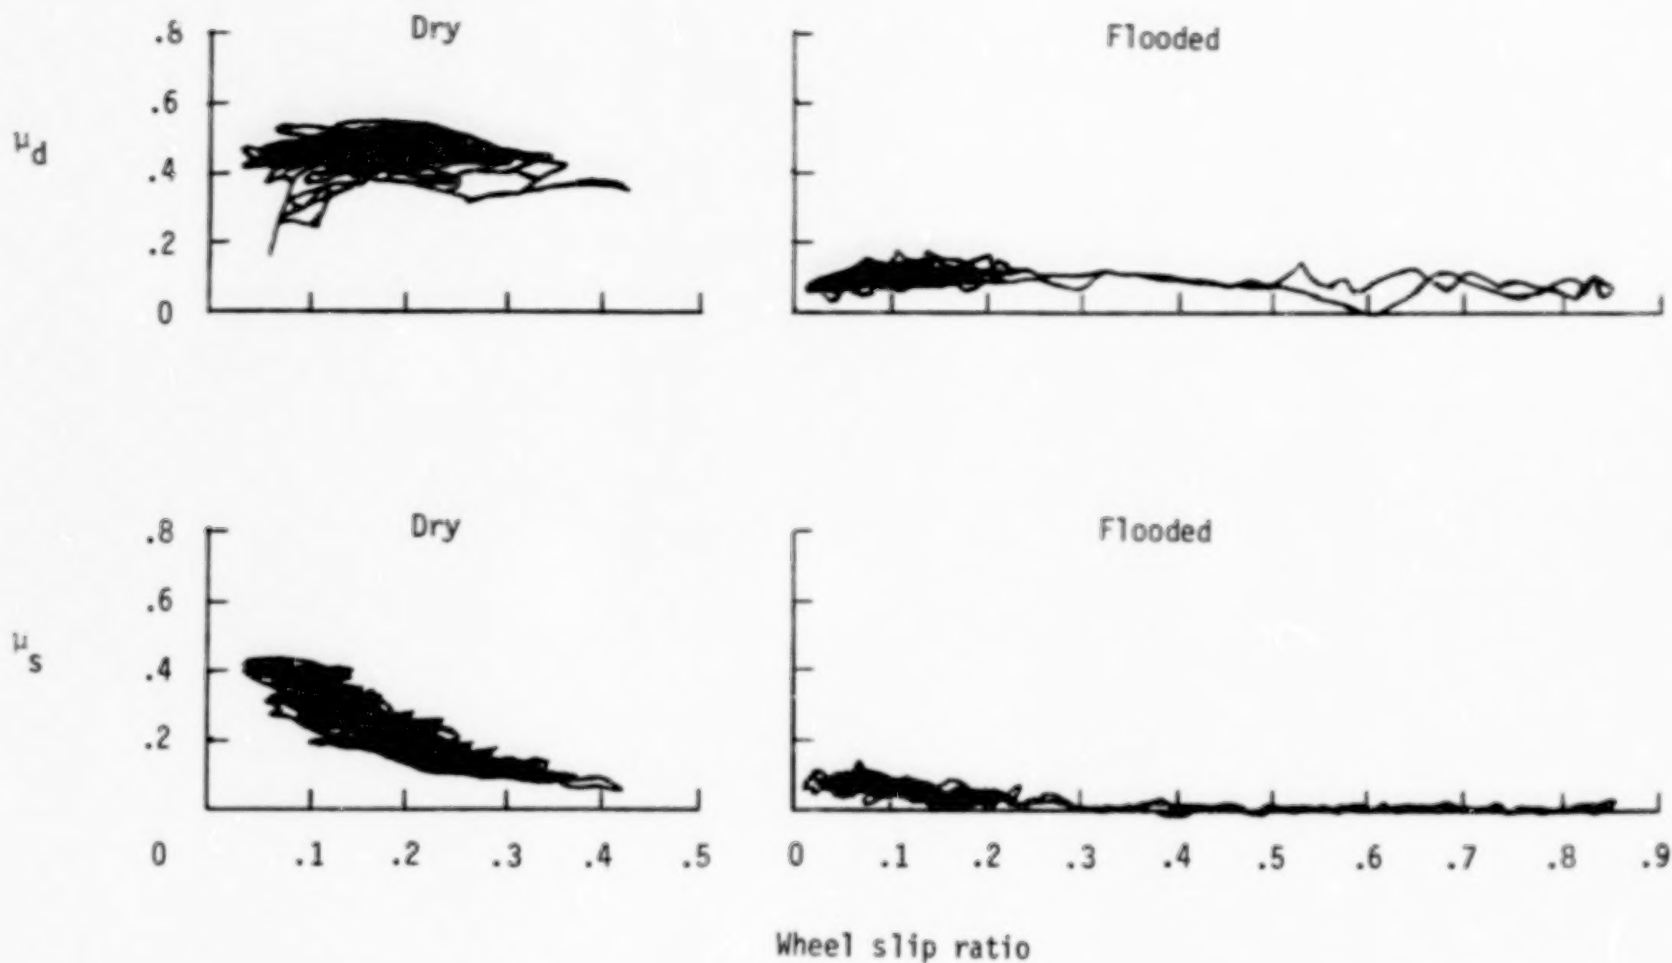 Dry
Flooded
.8
.6
μd
.4
.2
0
Dry
Flooded
.8
.6
μs
.4
.2
0 .1 .2 .3 .4 .5
0 .1 .2 .3 .4 .5 .6 .7 .8 .9
Wheel slip ratio